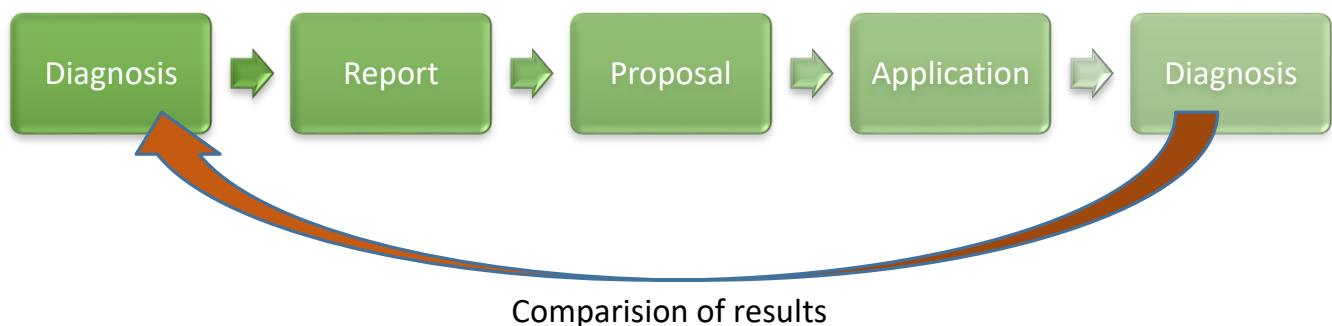 Diagnosis
Report
Proposal
Application
Diagnosis
Comparision of results